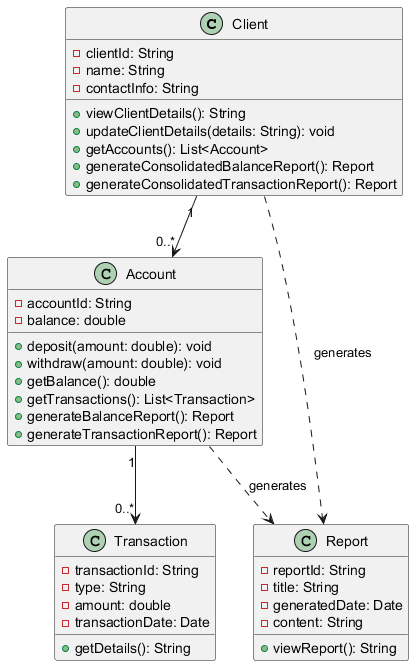 C Client
clientId: String
name: String
contactInfo: String
viewClientDetails(): String
updateClientDetails(details: String): void
getAccounts(): List<Account>
generateConsolidatedBalanceReport(): Report
generateConsolidatedTransactionReport(): Report
1
0..*
generates
C Account
accountId: String
balance: double
deposit(amount: double): void
withdraw(amount: double): void
getBalance(): double
getTransactions(): List<Transaction>
generateBalanceReport(): Report
generateTransactionReport(): Report
1
0..*
generates
C Transaction
transactionId: String
type: String
amount: double
transactionDate: Date
getDetails(): String
C Report
reportId: String
title: String
generatedDate: Date
content: String
viewReport(): String